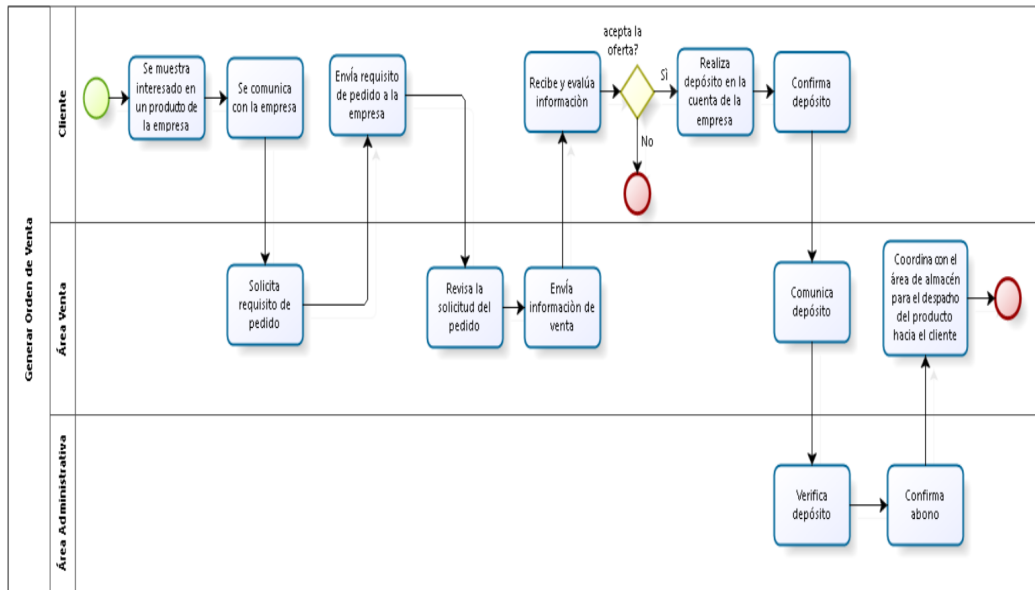 Generar Orden de Venta
Cliente
Se muestra
interesado en
un producto de
la empresa
Se comunica
con la empresa
Envía requisito
de pedido a la
empresa
Recibe y evalúa
informaciòn
acepta la
oferta?
Sì
No
Realiza
depósito en la
cuenta de la
empresa
Confirma
depósito
Área Venta
Solicita
requisito de
pedido
Revisa la
solicitud del
pedido
Envía
informaciòn de
venta
Comunica
depósito
Coordina con el
área de almacén
para el despacho
del producto
hacia el cliente
Área Administrativa
Verifica
depósito
Confirma
abono